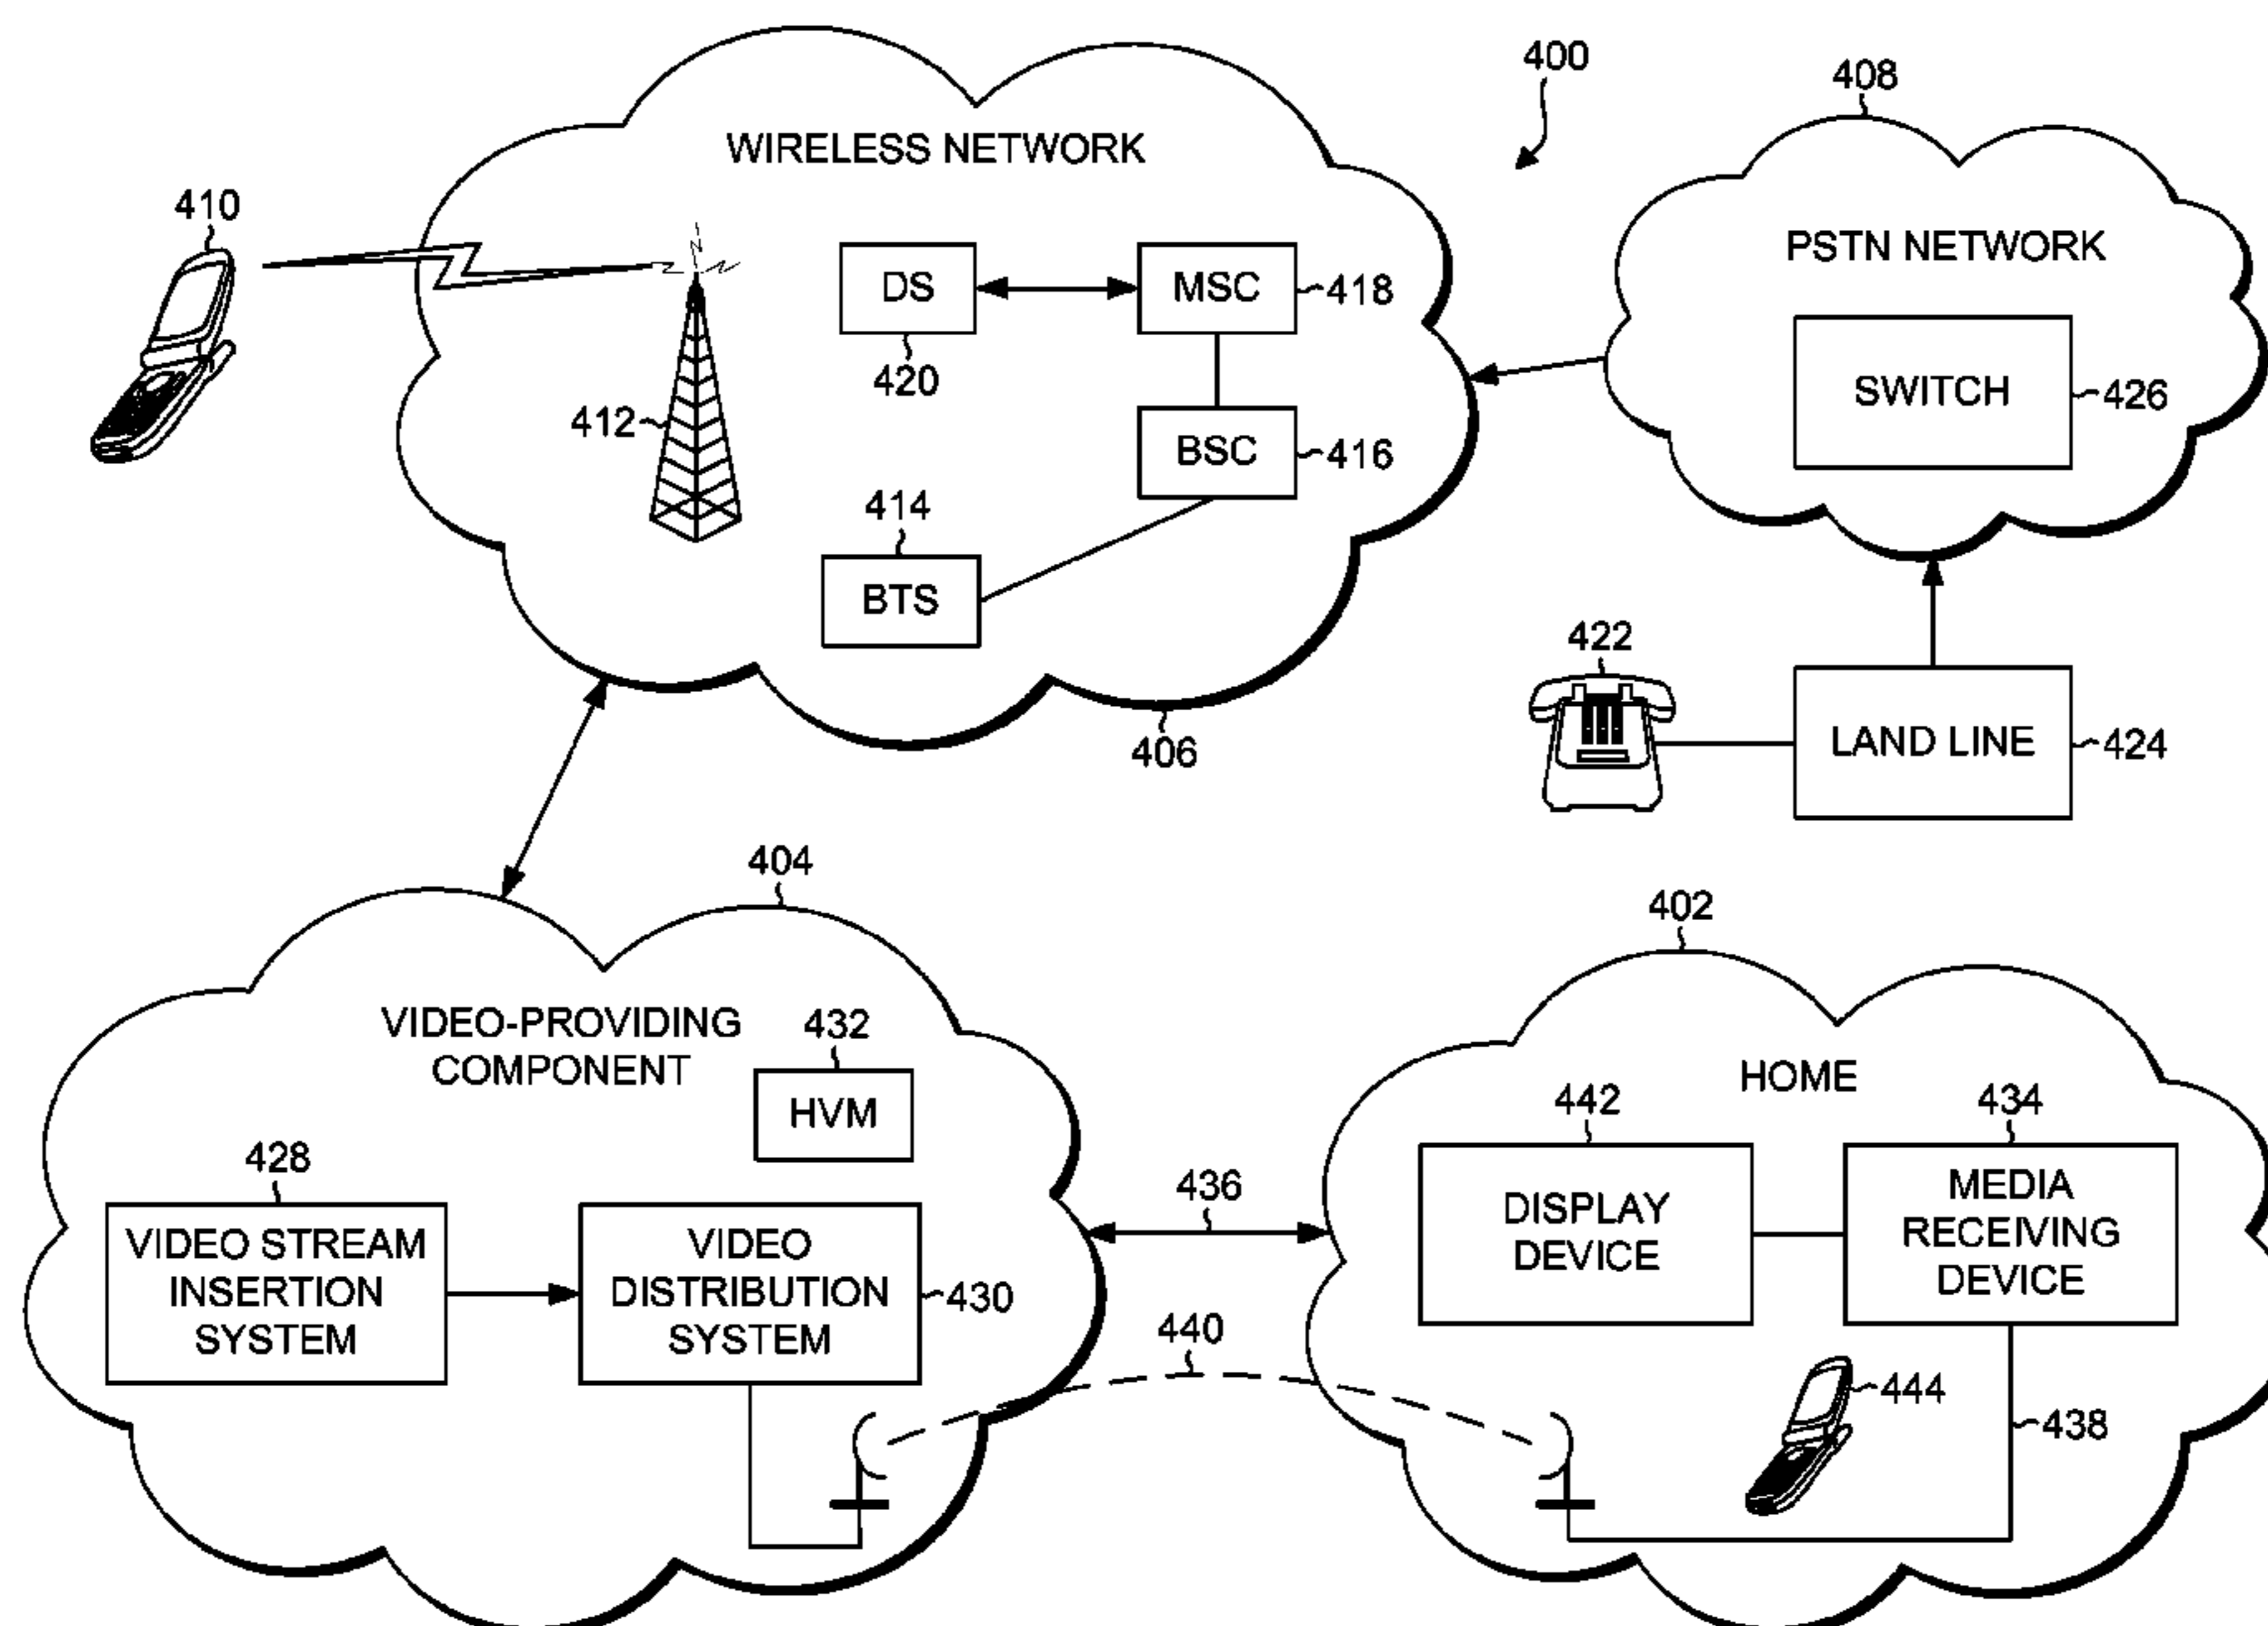 400
408
WIRELESS NETWORK
410
PSTN NETWORK
DS
MSC
418
420
SWITCH
426
412
BSC
416
414
BTS
422
LAND LINE
424
406
404
402
VIDEO-PROVIDING
COMPONENT
432
HVM
HOME
442
434
428
436
VIDEO STREAM
INSERTION
SYSTEM
VIDEO
DISTRIBUTION
SYSTEM
430
DISPLAY
DEVICE
MEDIA
RECEIVING
DEVICE
440
444
438